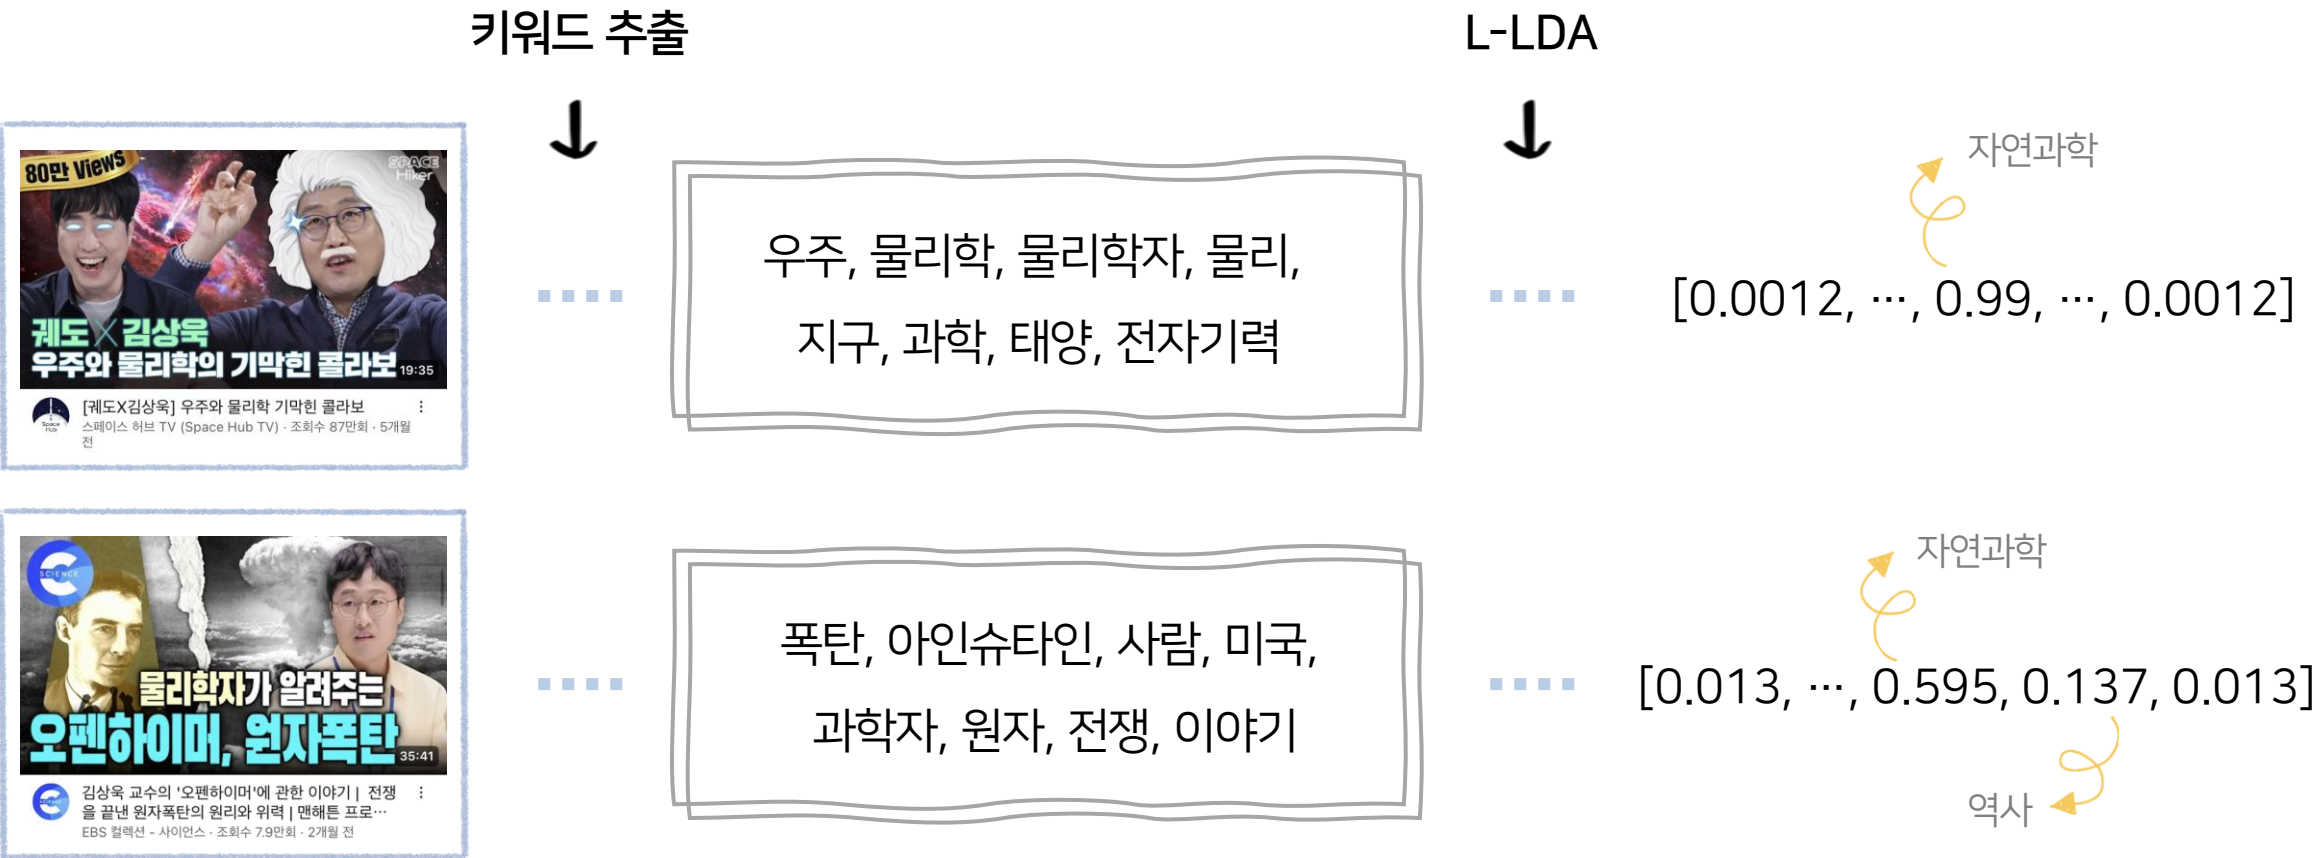 키워드 추출
L-LDA
80만 Views
SPACE
Hiker
궤도 X 김상욱
우주와 물리학의 기막힌 콜라보
19:35
Space
Hub
[궤도X김상욱] 우주와 물리학 기막힌 콜라보
스페이스 허브 TV (Space Hub TV) · 조회수 87만회 · 5개월
전
우주, 물리학, 물리학자, 물리,
지구, 과학, 태양, 전자기력
자연과학
[0.0012, ···, 0.99, ···, 0.0012]
SCIENCE
물리학자가 알려주는
오펜하이머, 원자폭탄
35:41
SCIENCE
김상욱 교수의 '오펜하이머'에 관한 이야기 | 전쟁
을 끝낸 원자폭탄의 원리와 위력 | 맨해튼 프로···
EBS 컬렉션 - 사이언스 · 조회수 7.9만회 · 2개월 전
폭탄, 아인슈타인, 사람, 미국,
과학자, 원자, 전쟁, 이야기
자연과학
[0.013, ···, 0.595, 0.137, 0.013]
역사